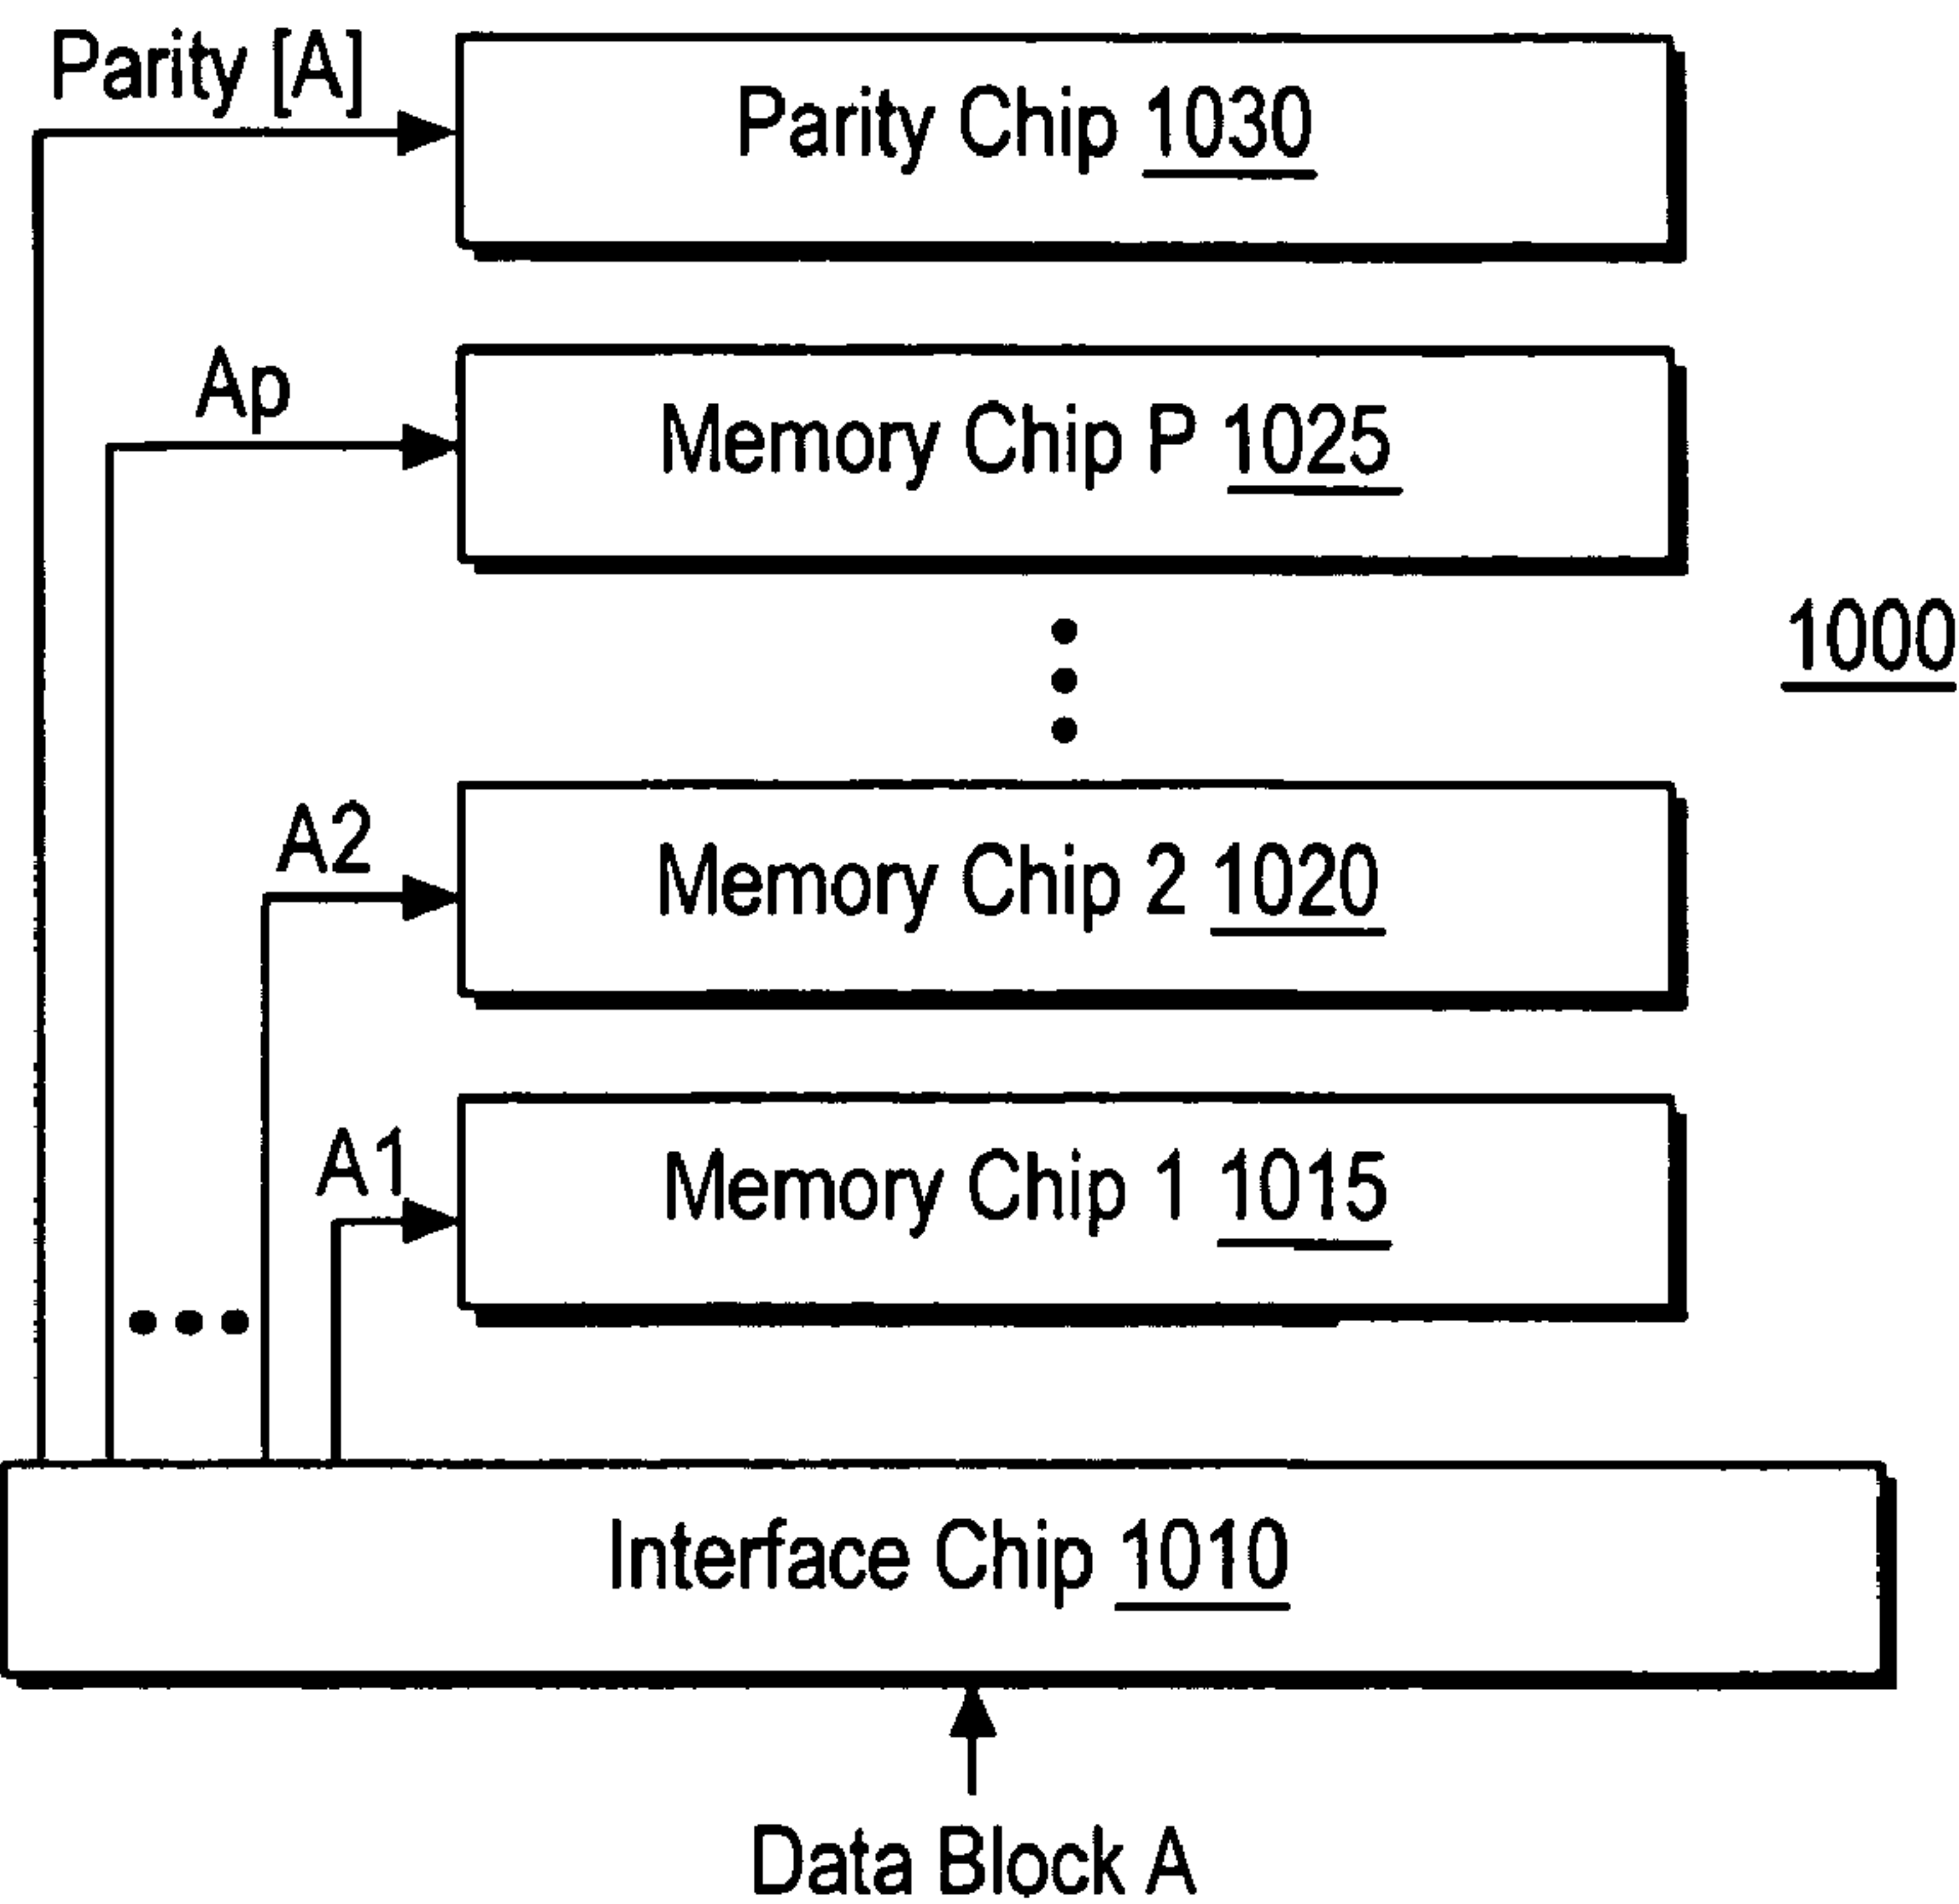 Parity [A]
Parity Chip 1030
Ap
Memory Chip P 1025
1000
A2
Memory Chip 2 1020
A1
Memory Chip 1 1015
Interface Chip 1010
Data Block A